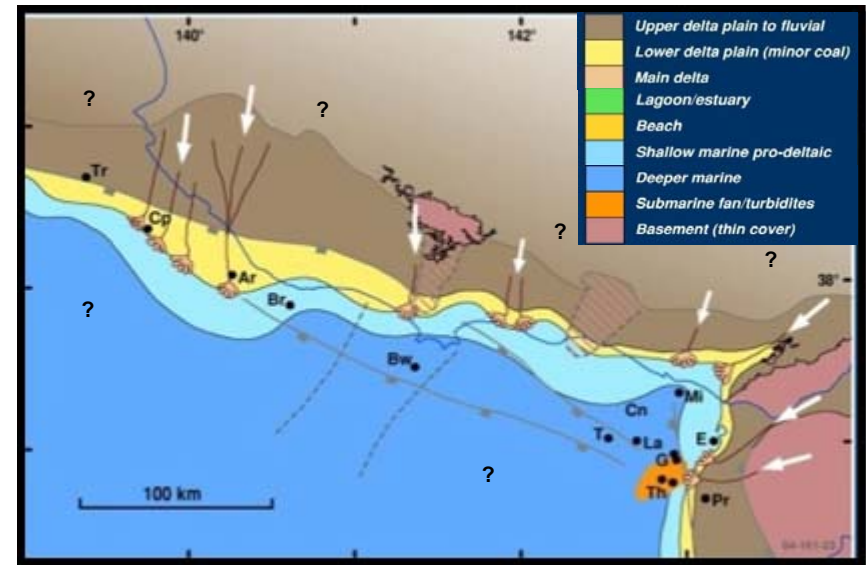 140°
142°
Upper delta plain to fluvial
Lower delta plain (minor coal)
Main delta
Lagoon/estuary
Beach
Shallow marine pro-deltaic
Deeper marine
Submarine fan/turbidites
Basement (thin cover)
?
?
?
?
38°
Tr
Cp
Ar
Br
?
Bw
Mi
Cn
T
La
E
G
Th
Pr
?
100 km